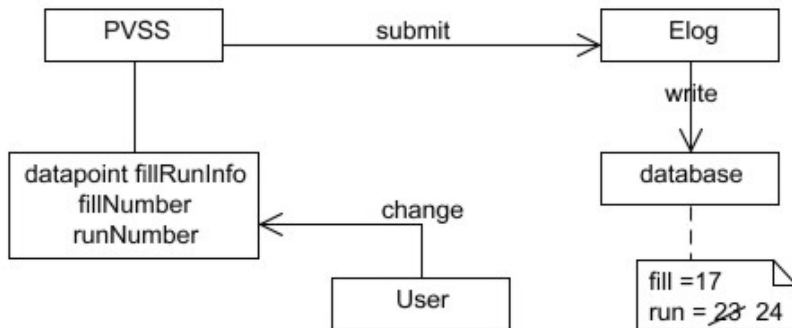 PVSS
submit
Elog
write
datapoint fillRunInfo
fillNumber
runNumber
database
change
User
fill =17
run = 23 24